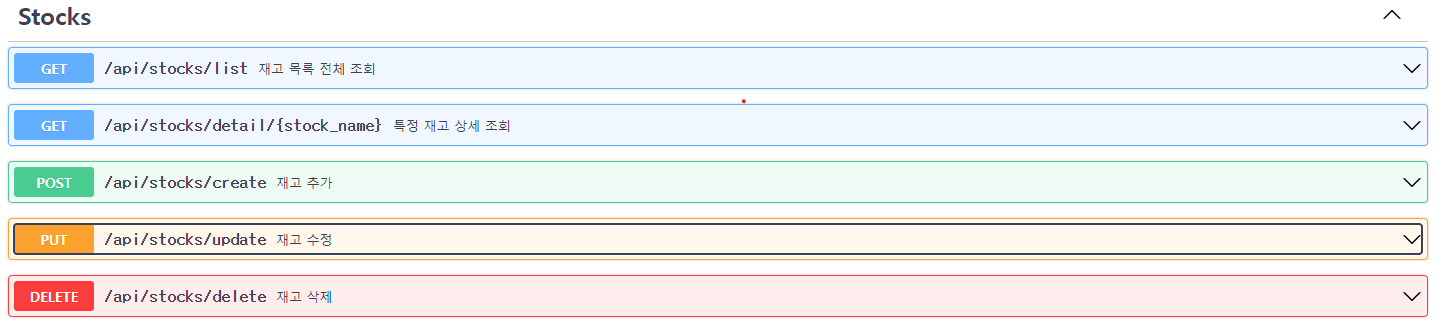 Stocks
GET /api/stocks/list 재고 목록 전체 조회
GET /api/stocks/detail/{stock_name} 특정 재고 상세 조회
POST /api/stocks/create 재고 추가
PUT /api/stocks/update 재고 수정
DELETE /api/stocks/delete 재고 삭제